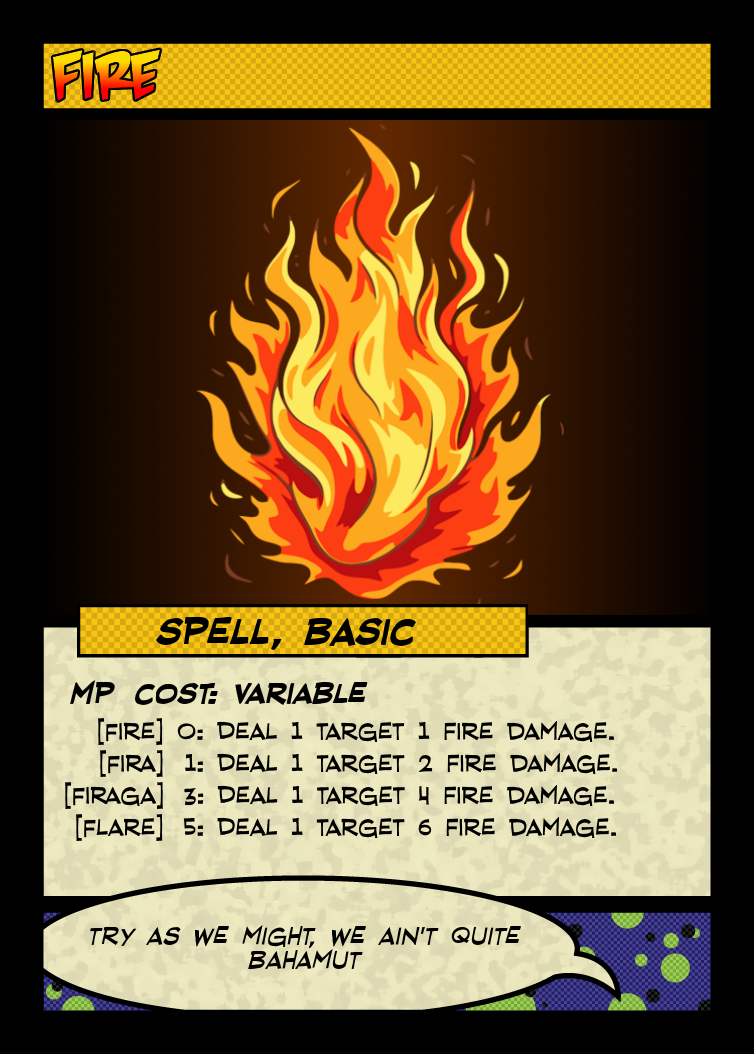 FIRE
SPELL, BASIC
MP COST: VARIABLE
[FIRE] 0: DEAL 1 TARGET 1 FIRE DAMAGE.
[FIRA] 1: DEAL 1 TARGET 2 FIRE DAMAGE.
[FIRAGA] 3: DEAL 1 TARGET 4 FIRE DAMAGE.
[FLARE] 5: DEAL 1 TARGET 6 FIRE DAMAGE.
TRY AS WE MIGHT, WE AIN'T QUITE
BAHAMUT